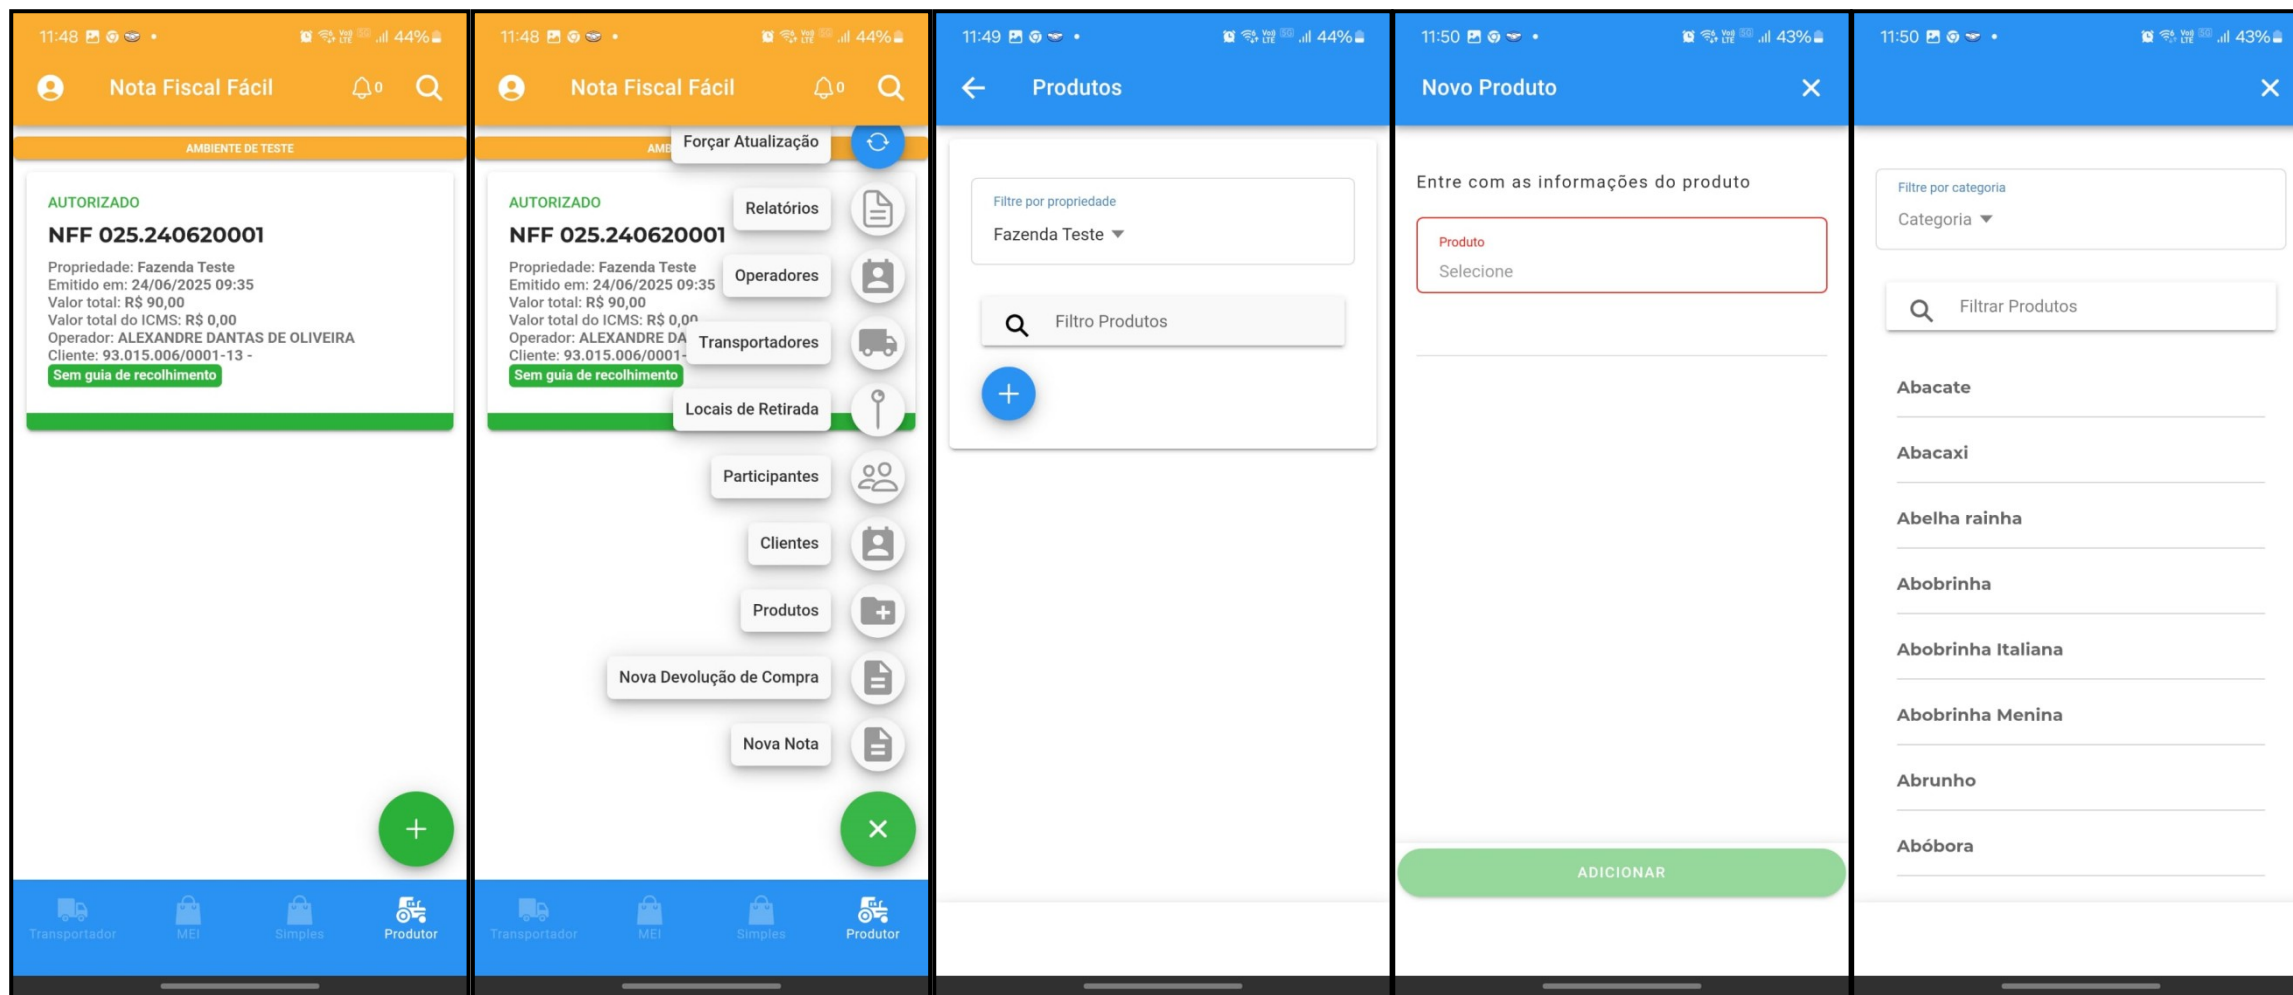 11:48
44%
Nota Fiscal Fácil
0
AMBIENTE DE TESTE
AUTORIZADO
NFF 025.240620001
Propriedade: Fazenda Teste
Emitido em: 24/06/2025 09:35
Valor total: R$ 90,00
Valor total do ICMS: R$ 0,00
Operador: ALEXANDRE DANTAS DE OLIVEIRA
Cliente: 93.015.006/0001-13 -
Sem guia de recolhimento
Transportador
MEI
Simples
Produtor
11:48
44%
Nota Fiscal Fácil
0
AMB
Forçar Atualização
AUTORIZADO
Relatórios
NFF 025.240620001
Propriedade: Fazenda Teste
Operadores
Emitido em: 24/06/2025 09:35
Valor total: R$ 90,00
Valor total do ICMS: R$ 0,00
Operador: ALEXANDRE DA
Transportadores
Cliente: 93.015.006/0001-
Sem guia de recolhimento
Locais de Retirada
Participantes
Clientes
Produtos
Nova Devolução de Compra
Nova Nota
Transportador
MEI
Simples
Produtor
11:49
44%
Produtos
Filtre por propriedade
Fazenda Teste
Filtro Produtos
11:50
43%
Novo Produto
Entre com as informações do produto
Produto
Selecione
ADICIONAR
11:50
43%
Filtre por categoria
Categoria
Filtrar Produtos
Abacate
Abacaxi
Abelha rainha
Abobrinha
Abobrinha Italiana
Abobrinha Menina
Abrunho
Abóbora